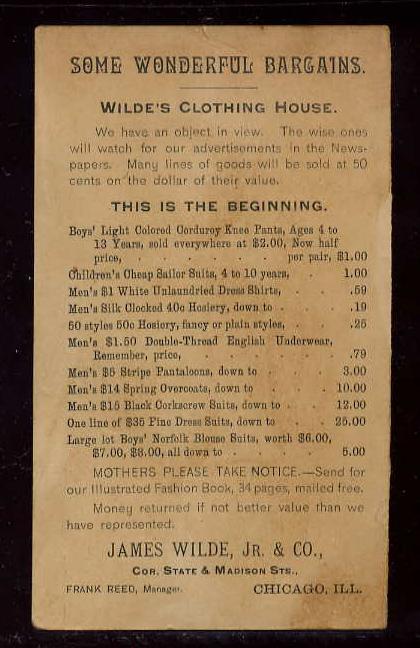 SOME WONDERFUL BARGAINS.
WILDE'S CLOTHING HOUSE.
We have an object in view. The wise ones
will watch for our advertisements in the News-
papers. Many lines of goods will be sold at 50
cents on the dollar of their value.
THIS IS THE BEGINNING.
Boys' Light Colored Corduroy Knee Pants, Ages 4 to
13 Years, sold everywhere at $2.00, Now half
price, . . . . . . per pair, $1.00
Children's Cheap Sailor Suits, 4 to 10 years, . 1.00
Men's $1 White Unlaundried Dress Shirts, . .59
Men's Silk Clocked 40c Hosiery, down to . . .19
50 styles 50c Hosiery, fancy or plain styles, . .25
Men's $1.50 Double-Thread English Underwear,
Remember, price, . . . . . .79
Men's $5 Stripe Pantaloons, down to . . 3.00
Men's $14 Spring Overcoats, down to . . 10.00
Men's $15 Black Corkscrew Suits, down to . . 12.00
One line of $35 Fine Dress Suits, down to . 25.00
Large lot Boys' Norfolk Blouse Suits, worth $6.00,
$7.00, $8.00, all down to . . . . 5.00
MOTHERS PLEASE TAKE NOTICE.—Send for
our Illustrated Fashion Book, 34 pages, mailed free.
Money returned if not better value than we
have represented.
JAMES WILDE, JR. & CO.,
COR. STATE & MADISON STS.,
FRANK REED, Manager. CHICAGO, ILL.